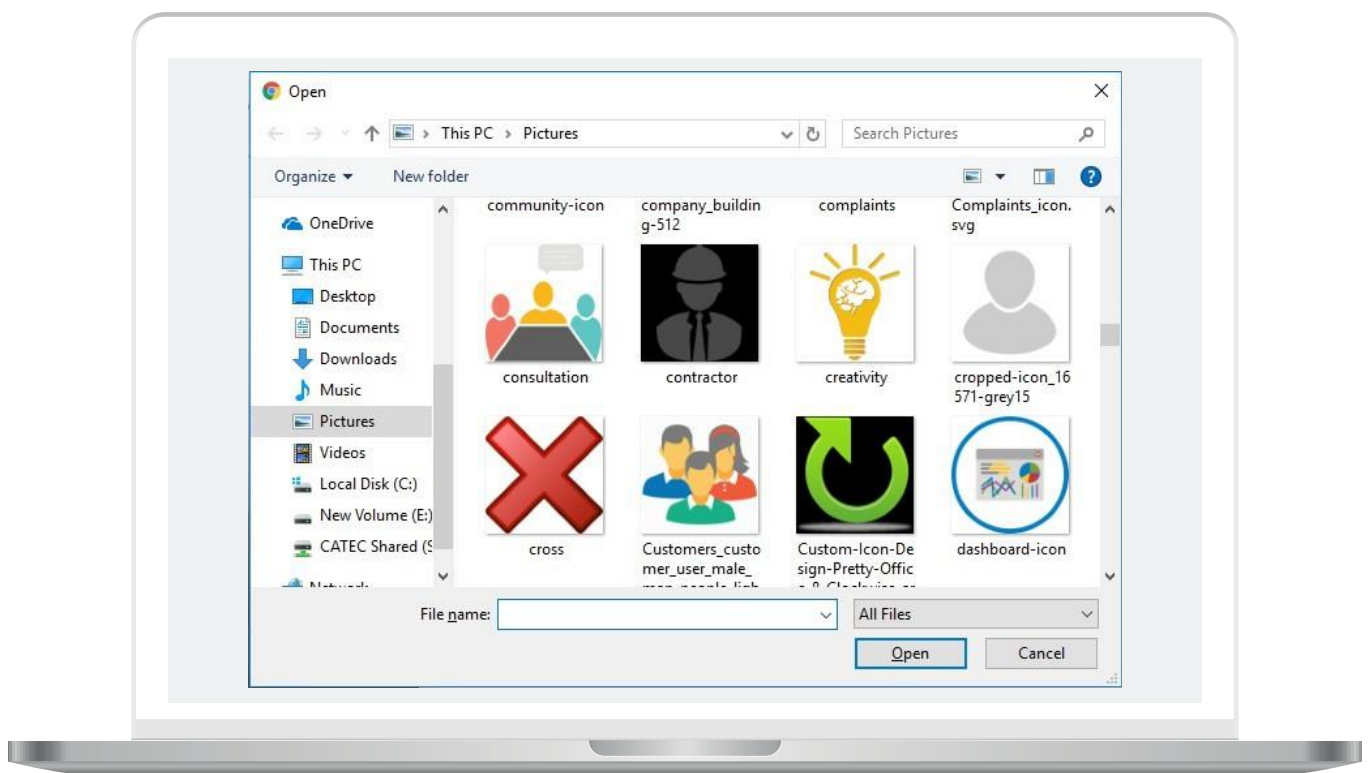 Open
This PC > Pictures
Search Pictures
Organize
New folder
OneDrive
This PC
Desktop
Documents
Downloads
Music
Pictures
Videos
Local Disk (C:)
New Volume (E:)
CATEC Shared (S
community-icon
company_buildin
g-512
complaints
Complaints_icon.
svg
consultation
contractor
creativity
cropped-icon_16
571-grey15
cross
Customers_custo
mer_user_male_
Custom-Icon-De
sign-Pretty-Offic
dashboard-icon
File name:
All Files
Open
Cancel